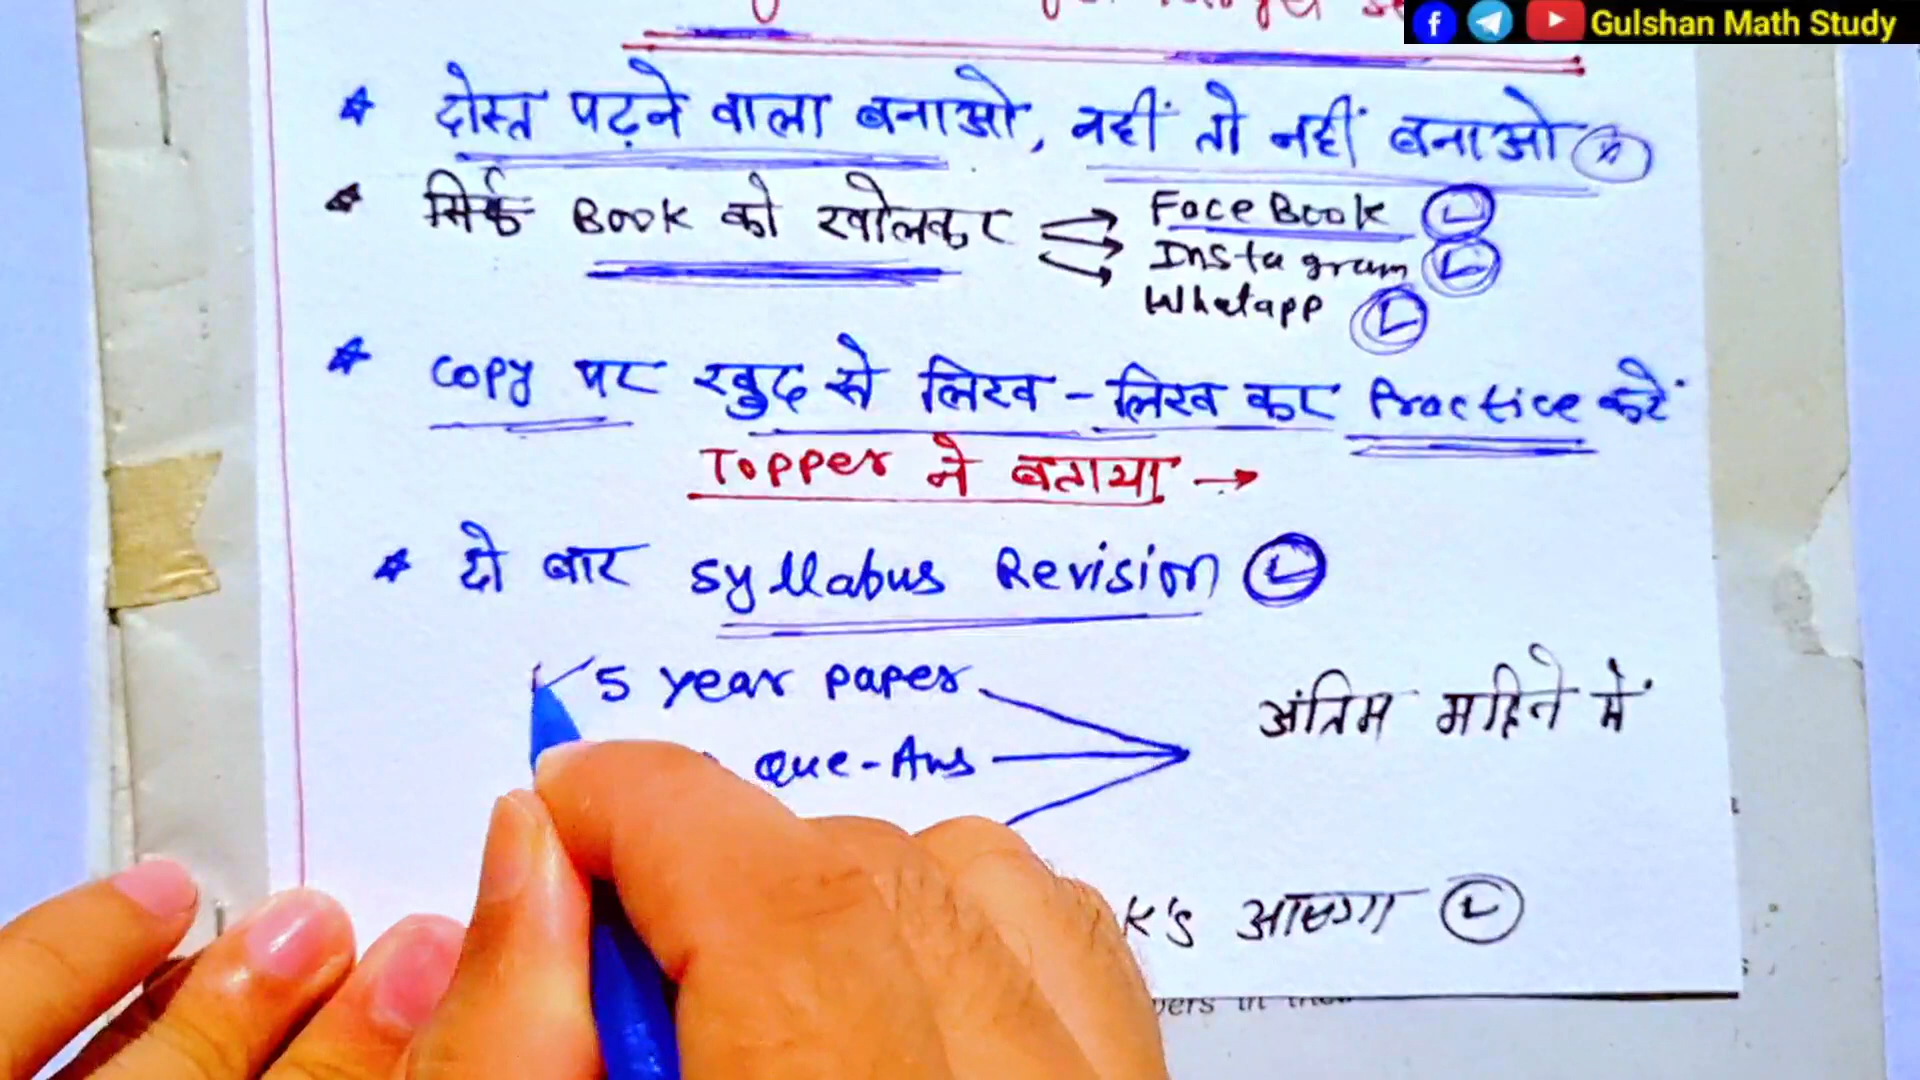 Gulshan Math Study
* दोस्त पढ़ने वाला बनाओ, नहीं तो नहीं बनाओ
* सिर्फ Book को खोलकर → FaceBook
Instagram
Whatapp
* copy पर खुद से लिख - लिख कर Practice करें
Topper ने बताया →
* दो बार Syllabus Revision
✓ 5 year paper
Que-Ans
अंतिम महिने में
k's आएगा